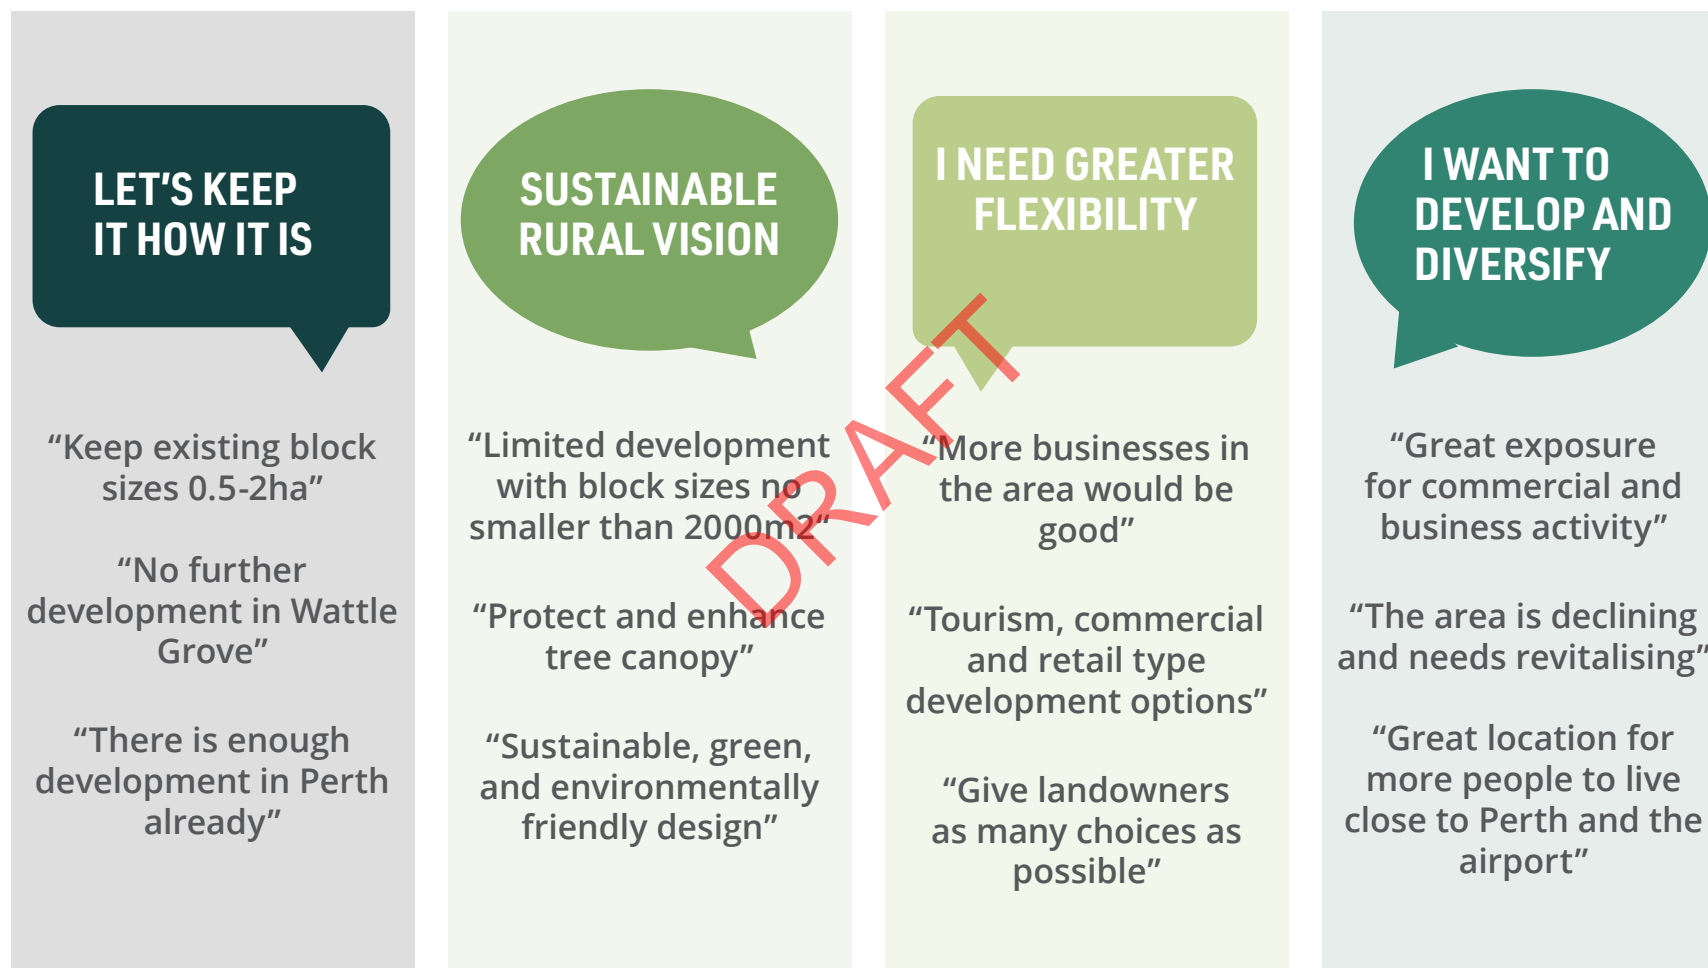 LET'S KEEP
IT HOW IT IS
“Keep existing block
sizes 0.5-2ha”
“No further
development in Wattle
Grove”
“There is enough
development in Perth
already”
SUSTAINABLE
RURAL VISION
“Limited development
with block sizes no
smaller than 2000m2”
“Protect and enhance
tree canopy”
“Sustainable, green,
and environmentally
friendly design”
I NEED GREATER
FLEXIBILITY
“More businesses in
the area would be
good”
“Tourism, commercial
and retail type
development options”
“Give landowners
as many choices as
possible”
I WANT TO
DEVELOP AND
DIVERSIFY
“Great exposure
for commercial and
business activity”
“The area is declining
and needs revitalising”
“Great location for
more people to live
close to Perth and the
airport”
DRAFT